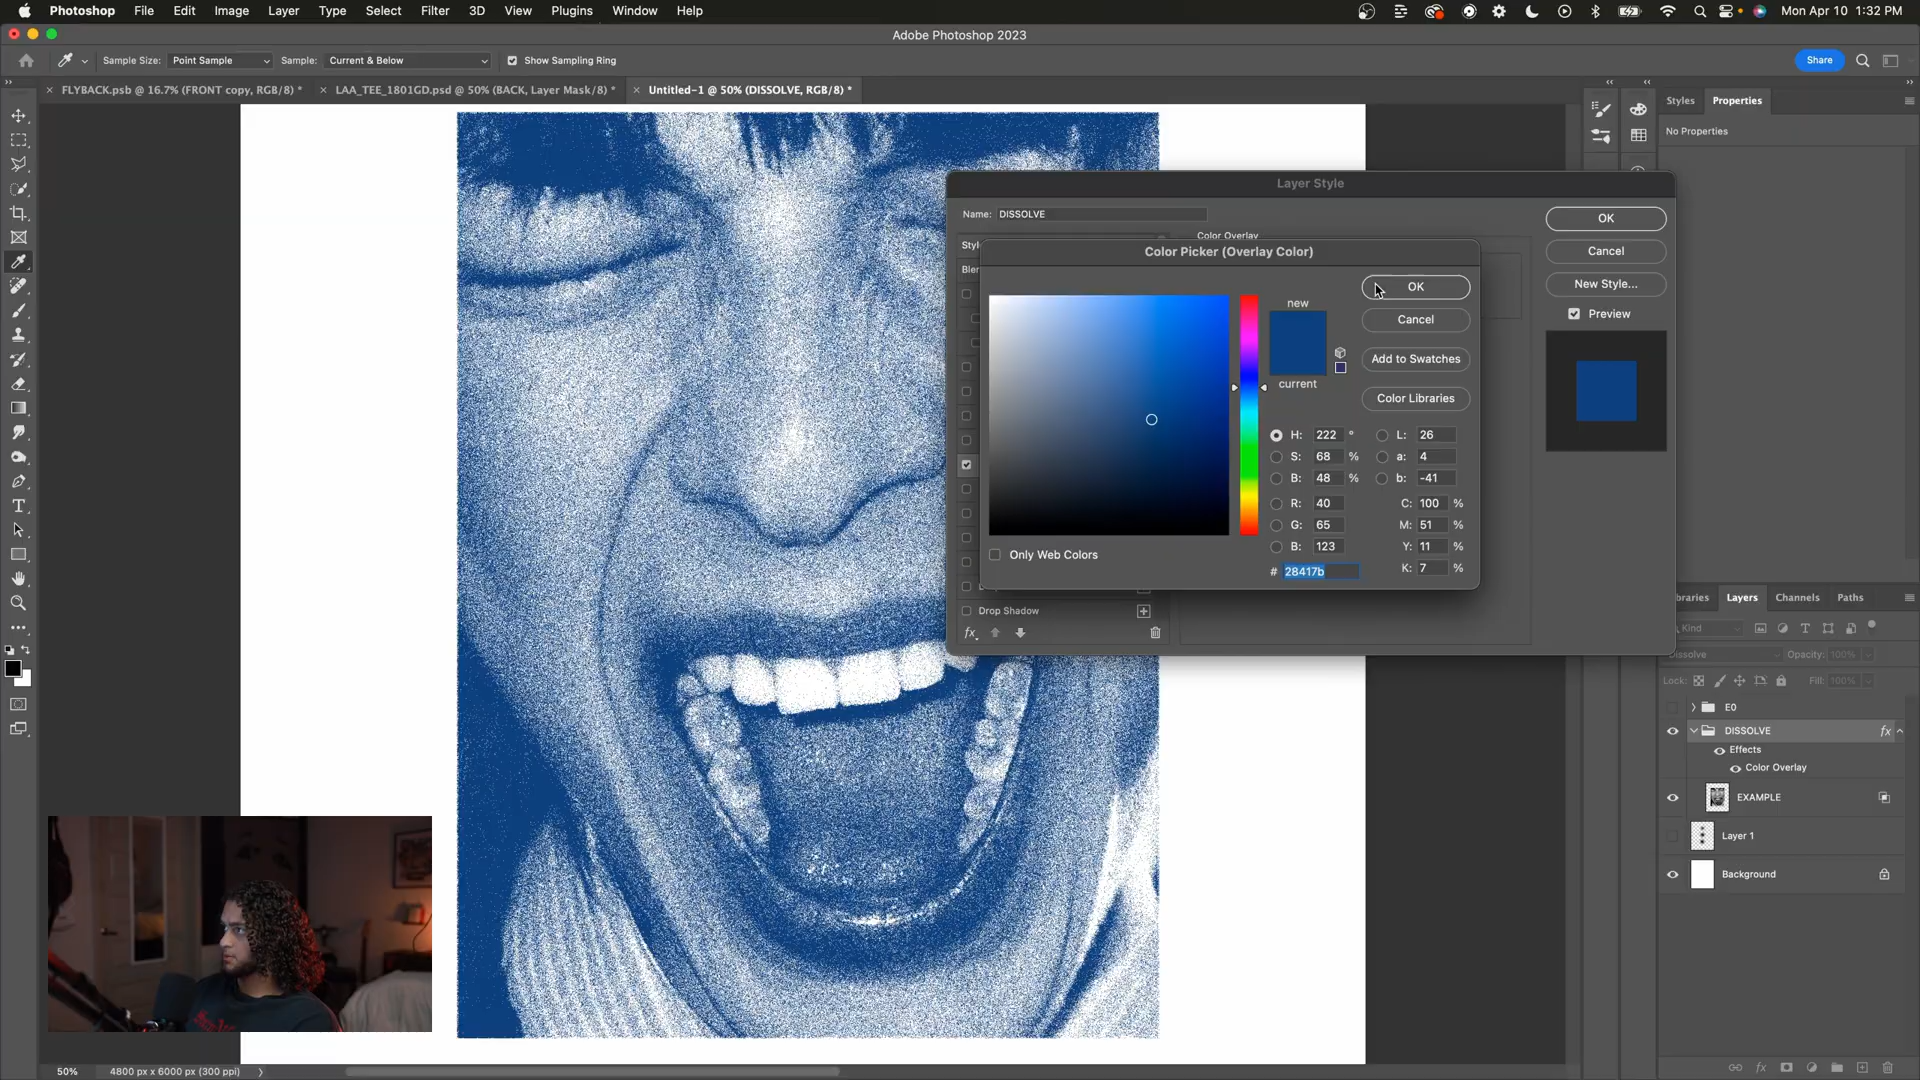 Photoshop File Edit Image Layer Type Select Filter 3D View Plugins Window Help Mon Apr 10 1:32 PM
Adobe Photoshop 2023
Sample Size: Point Sample Sample: Current & Below Show Sampling Ring Share
FLYBACK.psb @ 16.7% (FRONT copy, RGB/8) * LAA_TEE_1801GD.psd @ 50% (BACK, Layer Mask/8) * Untitled-1 @ 50% (DISSOLVE, RGB/8) *
Styles Properties
No Properties
Layer Style
Name: DISSOLVE
OK
Cancel
New Style...
Preview
Color Overlay
Color Picker (Overlay Color)
new
current
OK
Cancel
Add to Swatches
Color Libraries
H: 222 ° L: 26
S: 68 % a: 4
B: 48 % b: -41
R: 40 C: 100 %
G: 65 M: 51 %
B: 123 Y: 11 %
# 28417b K: 7 %
Only Web Colors
Drop Shadow
fx
braries Layers Channels Paths
Kind
Dissolve Opacity: 100%
Lock: Fill: 100%
E0
DISSOLVE fx
Effects
Color Overlay
EXAMPLE
Layer 1
Background
50% 4800 px x 6000 px (300 ppi)